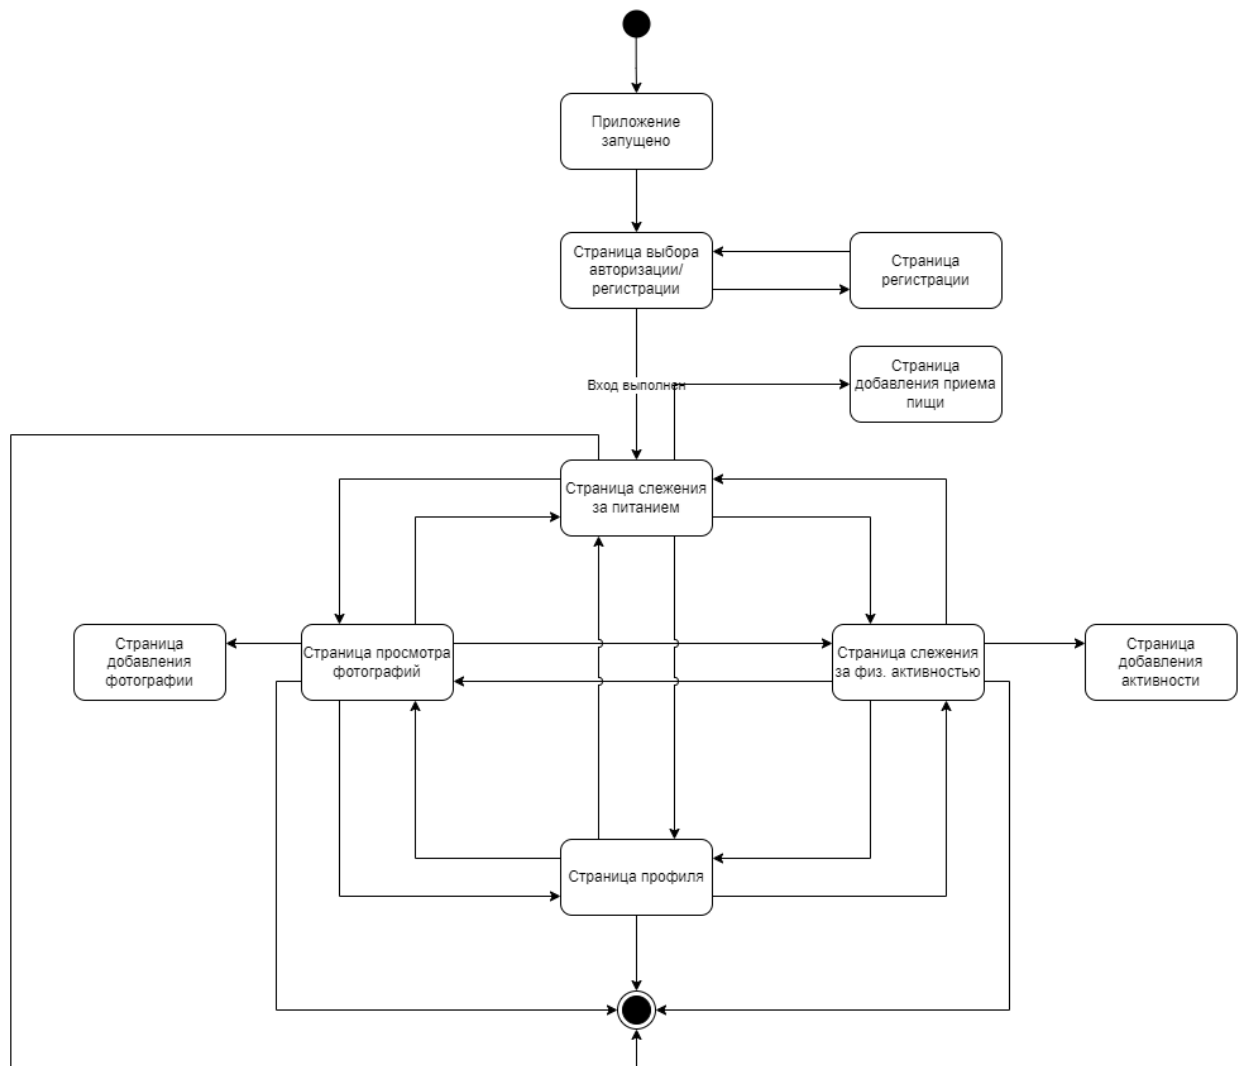 Приложение
запущено
Страница выбора
авторизации/
регистрации
Страница
регистрации
Страница
добавления приема
пищи
Вход выполнен
Страница слежения
за питанием
Страница
добавления
фотографии
Страница просмотра
фотографий
Страница слежения
за физ. активностью
Страница
добавления
активности
Страница профиля